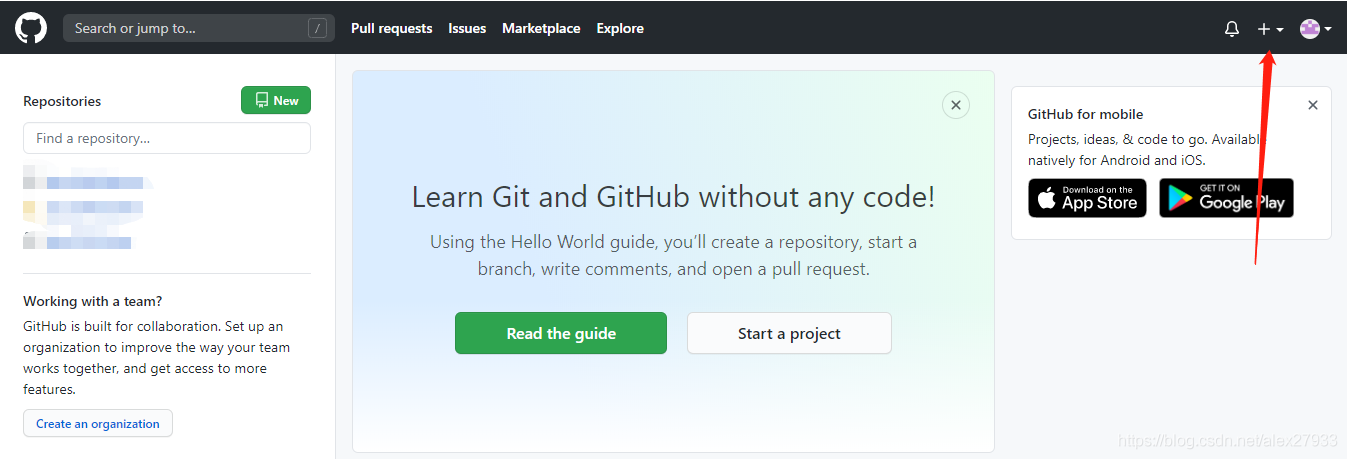 Search or jump to... /
Pull requests Issues Marketplace Explore
Repositories
New
Find a repository...
Working with a team?
GitHub is built for collaboration. Set up an
organization to improve the way your team
works together, and get access to more
features.
Create an organization
Learn Git and GitHub without any code!
Using the Hello World guide, you’ll create a repository, start a
branch, write comments, and open a pull request.
Read the guide
Start a project
GitHub for mobile
Projects, ideas, & code to go. Available
natively for Android and iOS.
Download on the
App Store
GET IT ON
Google Play
https://blog.csdn.net/alex27933